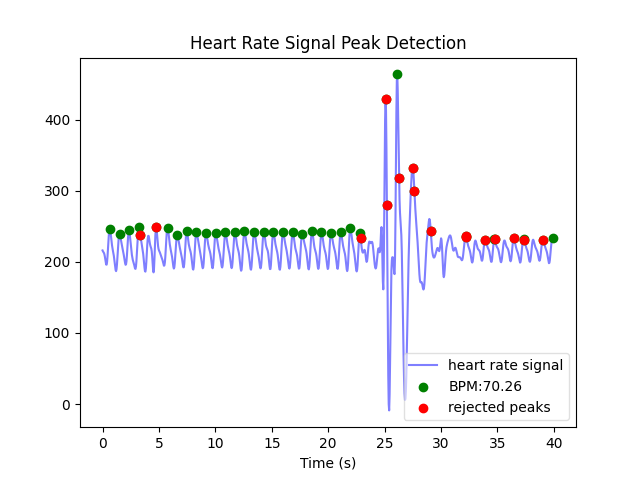 Heart Rate Signal Peak Detection
400
300
200
100
0
0 5 10 15 20 25 30 35 40
Time (s)
heart rate signal
BPM:70.26
rejected peaks